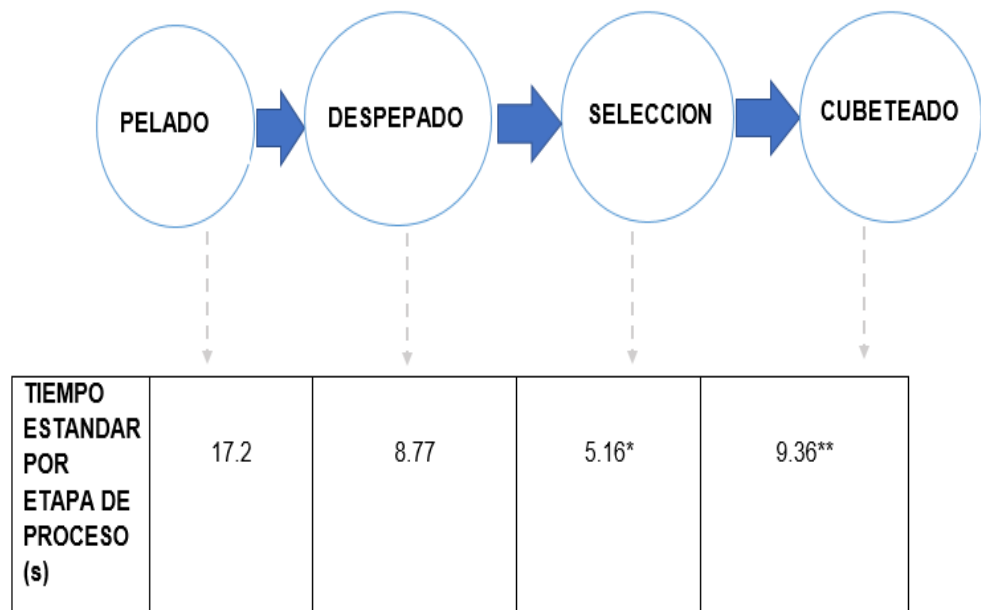 PELADO
DESPEPADO
SELECCION
CUBETEADO
TIEMPO
ESTANDAR
POR
ETAPA DE
PROCESO
(s)
17.2
8.77
5.16*
9.36**